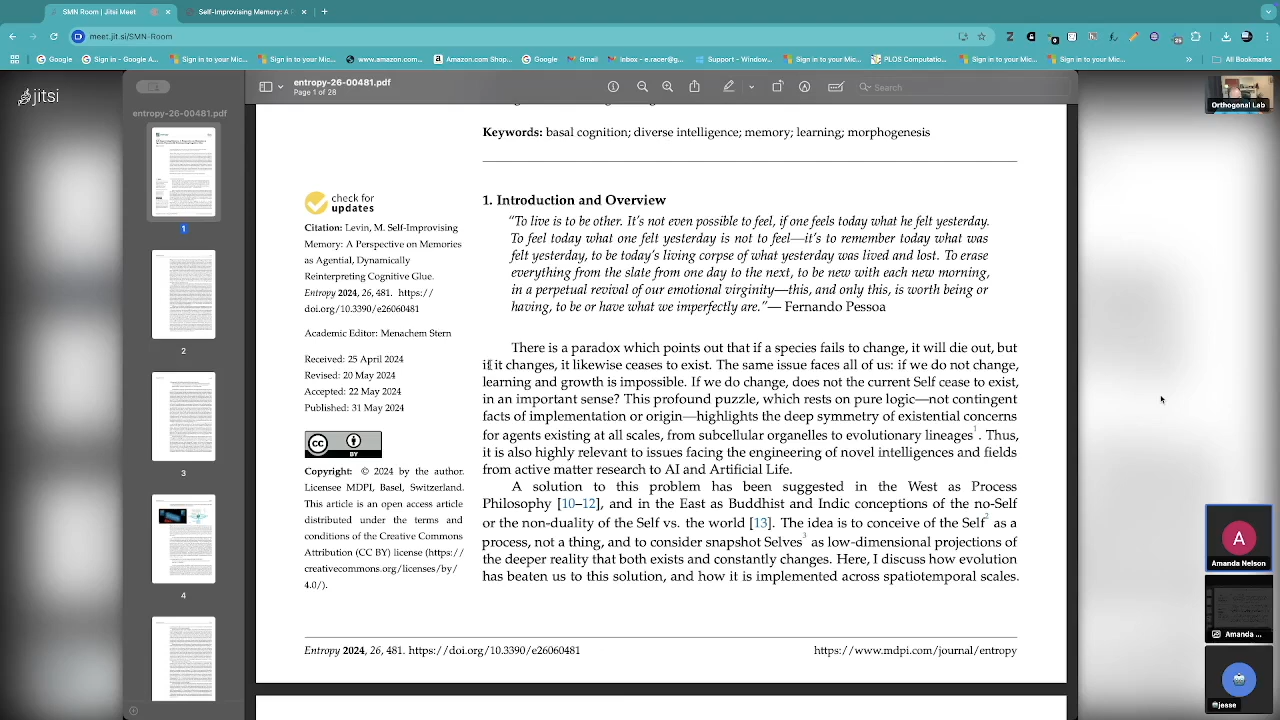 SMN Room | Jitsi Meet
Self-Improving Memory: A
meet.jit.si/SMN-Room
Google
Sign in - Google A...
Sign in to your Mic...
www.amazon.com...
Amazon.com Shop...
Google
Gmail
Inbox - e.racer@g...
Support - Window...
Sign in to your Mic...
PLOS Computatio...
Sign in to your Mic...
Sign in to your Mic...
All Bookmarks
jitsi
entropy-26-00481.pdf
Page 1 of 28
Search
entropy-26-00481.pdf
1
2
3
4
Keywords: basal cognition; diverse intelligence; memory; learning; morphogenesis
check for
updates
Citation: Levin, M. Self-Improving
Memory: A Perspective on Memories
as Agential, Dynamically
Reinterpreting Cognitive Glue.
Entropy 2024, 26, 481. https://
doi.org/10.3390/e26060481
Academic Editor: Menachem Stern
Received: 25 April 2024
Revised: 20 May 2024
Accepted: 22 May 2024
Published: 31 May 2024
CC BY
Copyright: © 2024 by the author.
Licensee MDPI, Basel, Switzerland.
This article is an open access article
distributed under the terms and
conditions of the Creative Commons
Attribution (CC BY) license (https://
creativecommons.org/licenses/by/
4.0/).
1. Introduction and Overview
"To live is to be other. It's not even possible to feel, if one feels today what he felt yesterday.
To feel today what one felt yesterday is not to feel—it's to remember today what was
felt yesterday, to be today's living corpse of what yesterday was lived and lost. To erase
everything from the slate from one day to the next, to be new with each new morning,
in a perpetual revival of our emotional virginity—this, and only this, is worth being or
having, to be or have what we imperfectly are."— Fernando Pessoa
There is a paradox which points out that if a species fails to change, it will die out, but
if it changes, it likewise ceases to exist. The same issue faces all of us: if we do not change,
learning and growth is impossible. If we do change, does not the current Self cease to exist,
in an important sense? This profound puzzle, which rests on pure logic—not contingent
facts of implementation or origin—highlights the deep symmetry of existential concerns
for agents existing at all scales, from subcellular organelles to evolutionary lineages1. Thus,
it is also highly relevant to issues facing the engineering of novel intelligences and fields
from active matter research to AI and Artificial Life.
A solution to this problem has been suggested in the West as Process
Philosophy [10–12], and in the East as Buddhist and Indic conceptions of the no-Self
or the non-duality of the Self vs. the world [13]. The idea is to conceive of the Self2 as a
process, not a thing, and to consider snapshot Selves3 as low-dimensional projections of
the deeper reality that both exists and constantly changes. Here, I discuss how evolution
has beaten us to this solution, and how it is implemented across spatiotemporal scales.
Entropy 2024, 26, 481. https://doi.org/10.3390/e26060481
https://www.mdpi.com/journal/entropy
Orthogonal Lab
A
Amanda Nelson
Amanda ...
jesse